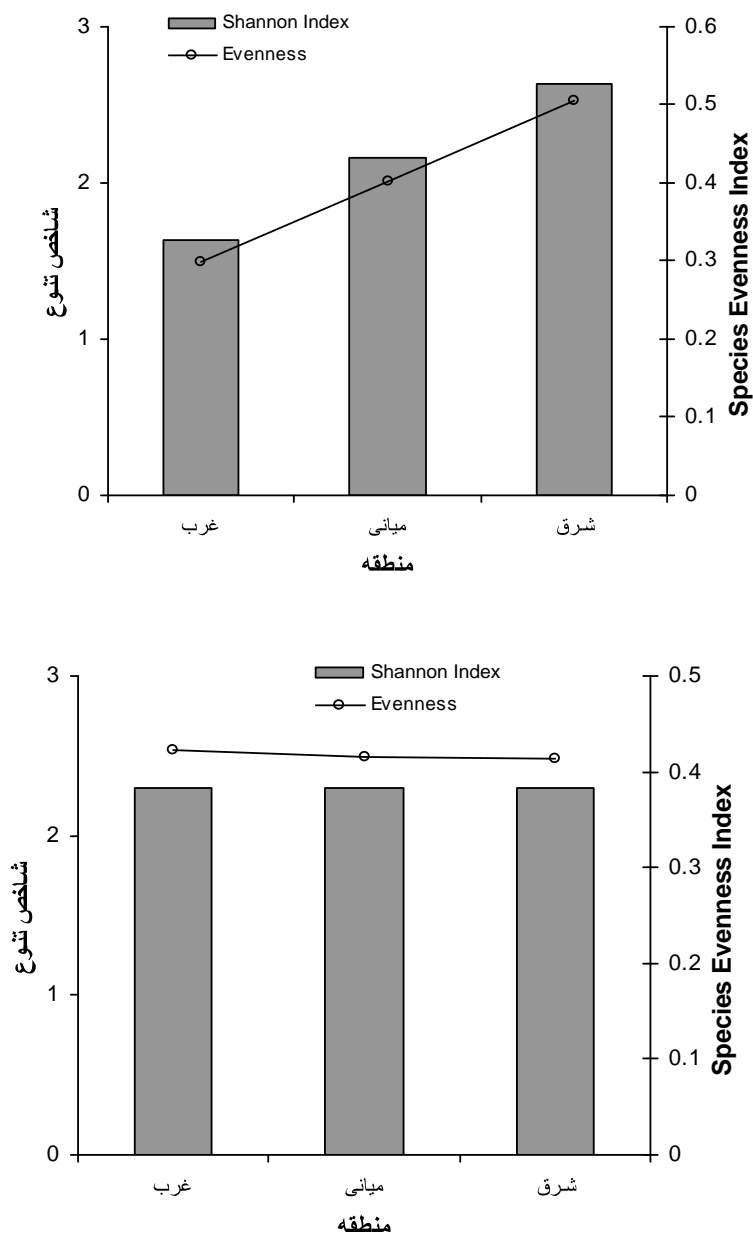 Shannon Index
Evenness
3
2
1
0
0.6
0.5
0.4
0.3
0.2
0.1
0
شاخص تنوع
Species Evenness Index
غرب
میانی
شرق
منطقه
Shannon Index
Evenness
3
2
1
0
0.5
0.4
0.3
0.2
0.1
0
شاخص تنوع
Species Evenness Index
غرب
میانی
شرق
منطقه